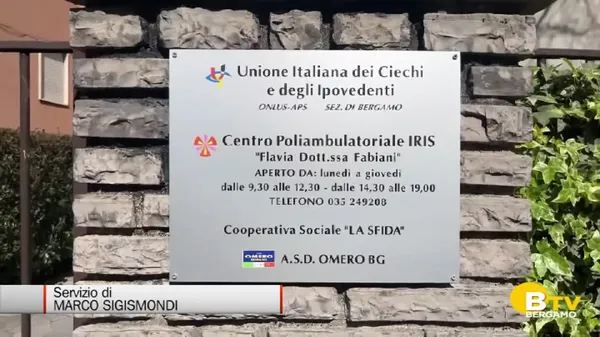 Unione Italiana dei Ciechi
e degli Ipovedenti
ONLUS-APS SEZ. DI BERGAMO
Centro Poliambulatoriale IRIS
"Flavia Dott.ssa Fabiani"
APERTO DA: lunedi a giovedi
dalle 9,30 alle 12,30 - dalle 14,30 alle 19,00
TELEFONO 035 249208
Cooperativa Sociale "LA SFIDA"
OMERO
A.S.D. OMERO BG
Servizio di
MARCO SIGISMONDI
BTV
BERGAMO